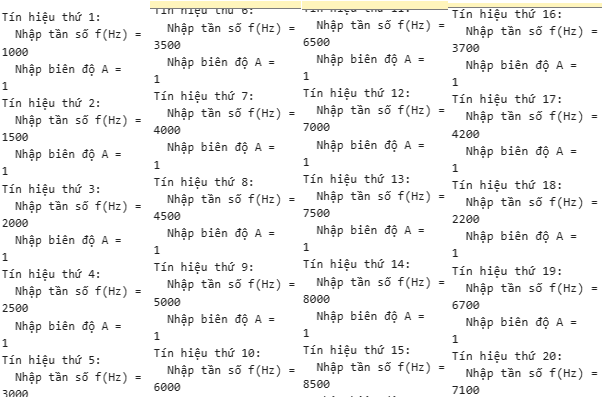 Tín hiệu thứ 1:
Nhập tần số f(Hz) =
1000
Nhập biên độ A =
1
Tín hiệu thứ 2:
Nhập tần số f(Hz) =
1500
Nhập biên độ A =
1
Tín hiệu thứ 3:
Nhập tần số f(Hz) =
2000
Nhập biên độ A =
1
Tín hiệu thứ 4:
Nhập tần số f(Hz) =
2500
Nhập biên độ A =
1
Tín hiệu thứ 5:
Nhập tần số f(Hz) =
3000
Tín hiệu thứ 6:
Nhập tần số f(Hz) =
3500
Nhập biên độ A =
1
Tín hiệu thứ 7:
Nhập tần số f(Hz) =
4000
Nhập biên độ A =
1
Tín hiệu thứ 8:
Nhập tần số f(Hz) =
4500
Nhập biên độ A =
1
Tín hiệu thứ 9:
Nhập tần số f(Hz) =
5000
Nhập biên độ A =
1
Tín hiệu thứ 10:
Nhập tần số f(Hz) =
6000
Tín hiệu thứ 11:
Nhập tần số f(Hz) =
6500
Nhập biên độ A =
1
Tín hiệu thứ 12:
Nhập tần số f(Hz) =
7000
Nhập biên độ A =
1
Tín hiệu thứ 13:
Nhập tần số f(Hz) =
7500
Nhập biên độ A =
1
Tín hiệu thứ 14:
Nhập tần số f(Hz) =
8000
Nhập biên độ A =
1
Tín hiệu thứ 15:
Nhập tần số f(Hz) =
8500
Tín hiệu thứ 16:
Nhập tần số f(Hz) =
3700
Nhập biên độ A =
1
Tín hiệu thứ 17:
Nhập tần số f(Hz) =
4200
Nhập biên độ A =
1
Tín hiệu thứ 18:
Nhập tần số f(Hz) =
2200
Nhập biên độ A =
1
Tín hiệu thứ 19:
Nhập tần số f(Hz) =
6700
Nhập biên độ A =
1
Tín hiệu thứ 20:
Nhập tần số f(Hz) =
7100